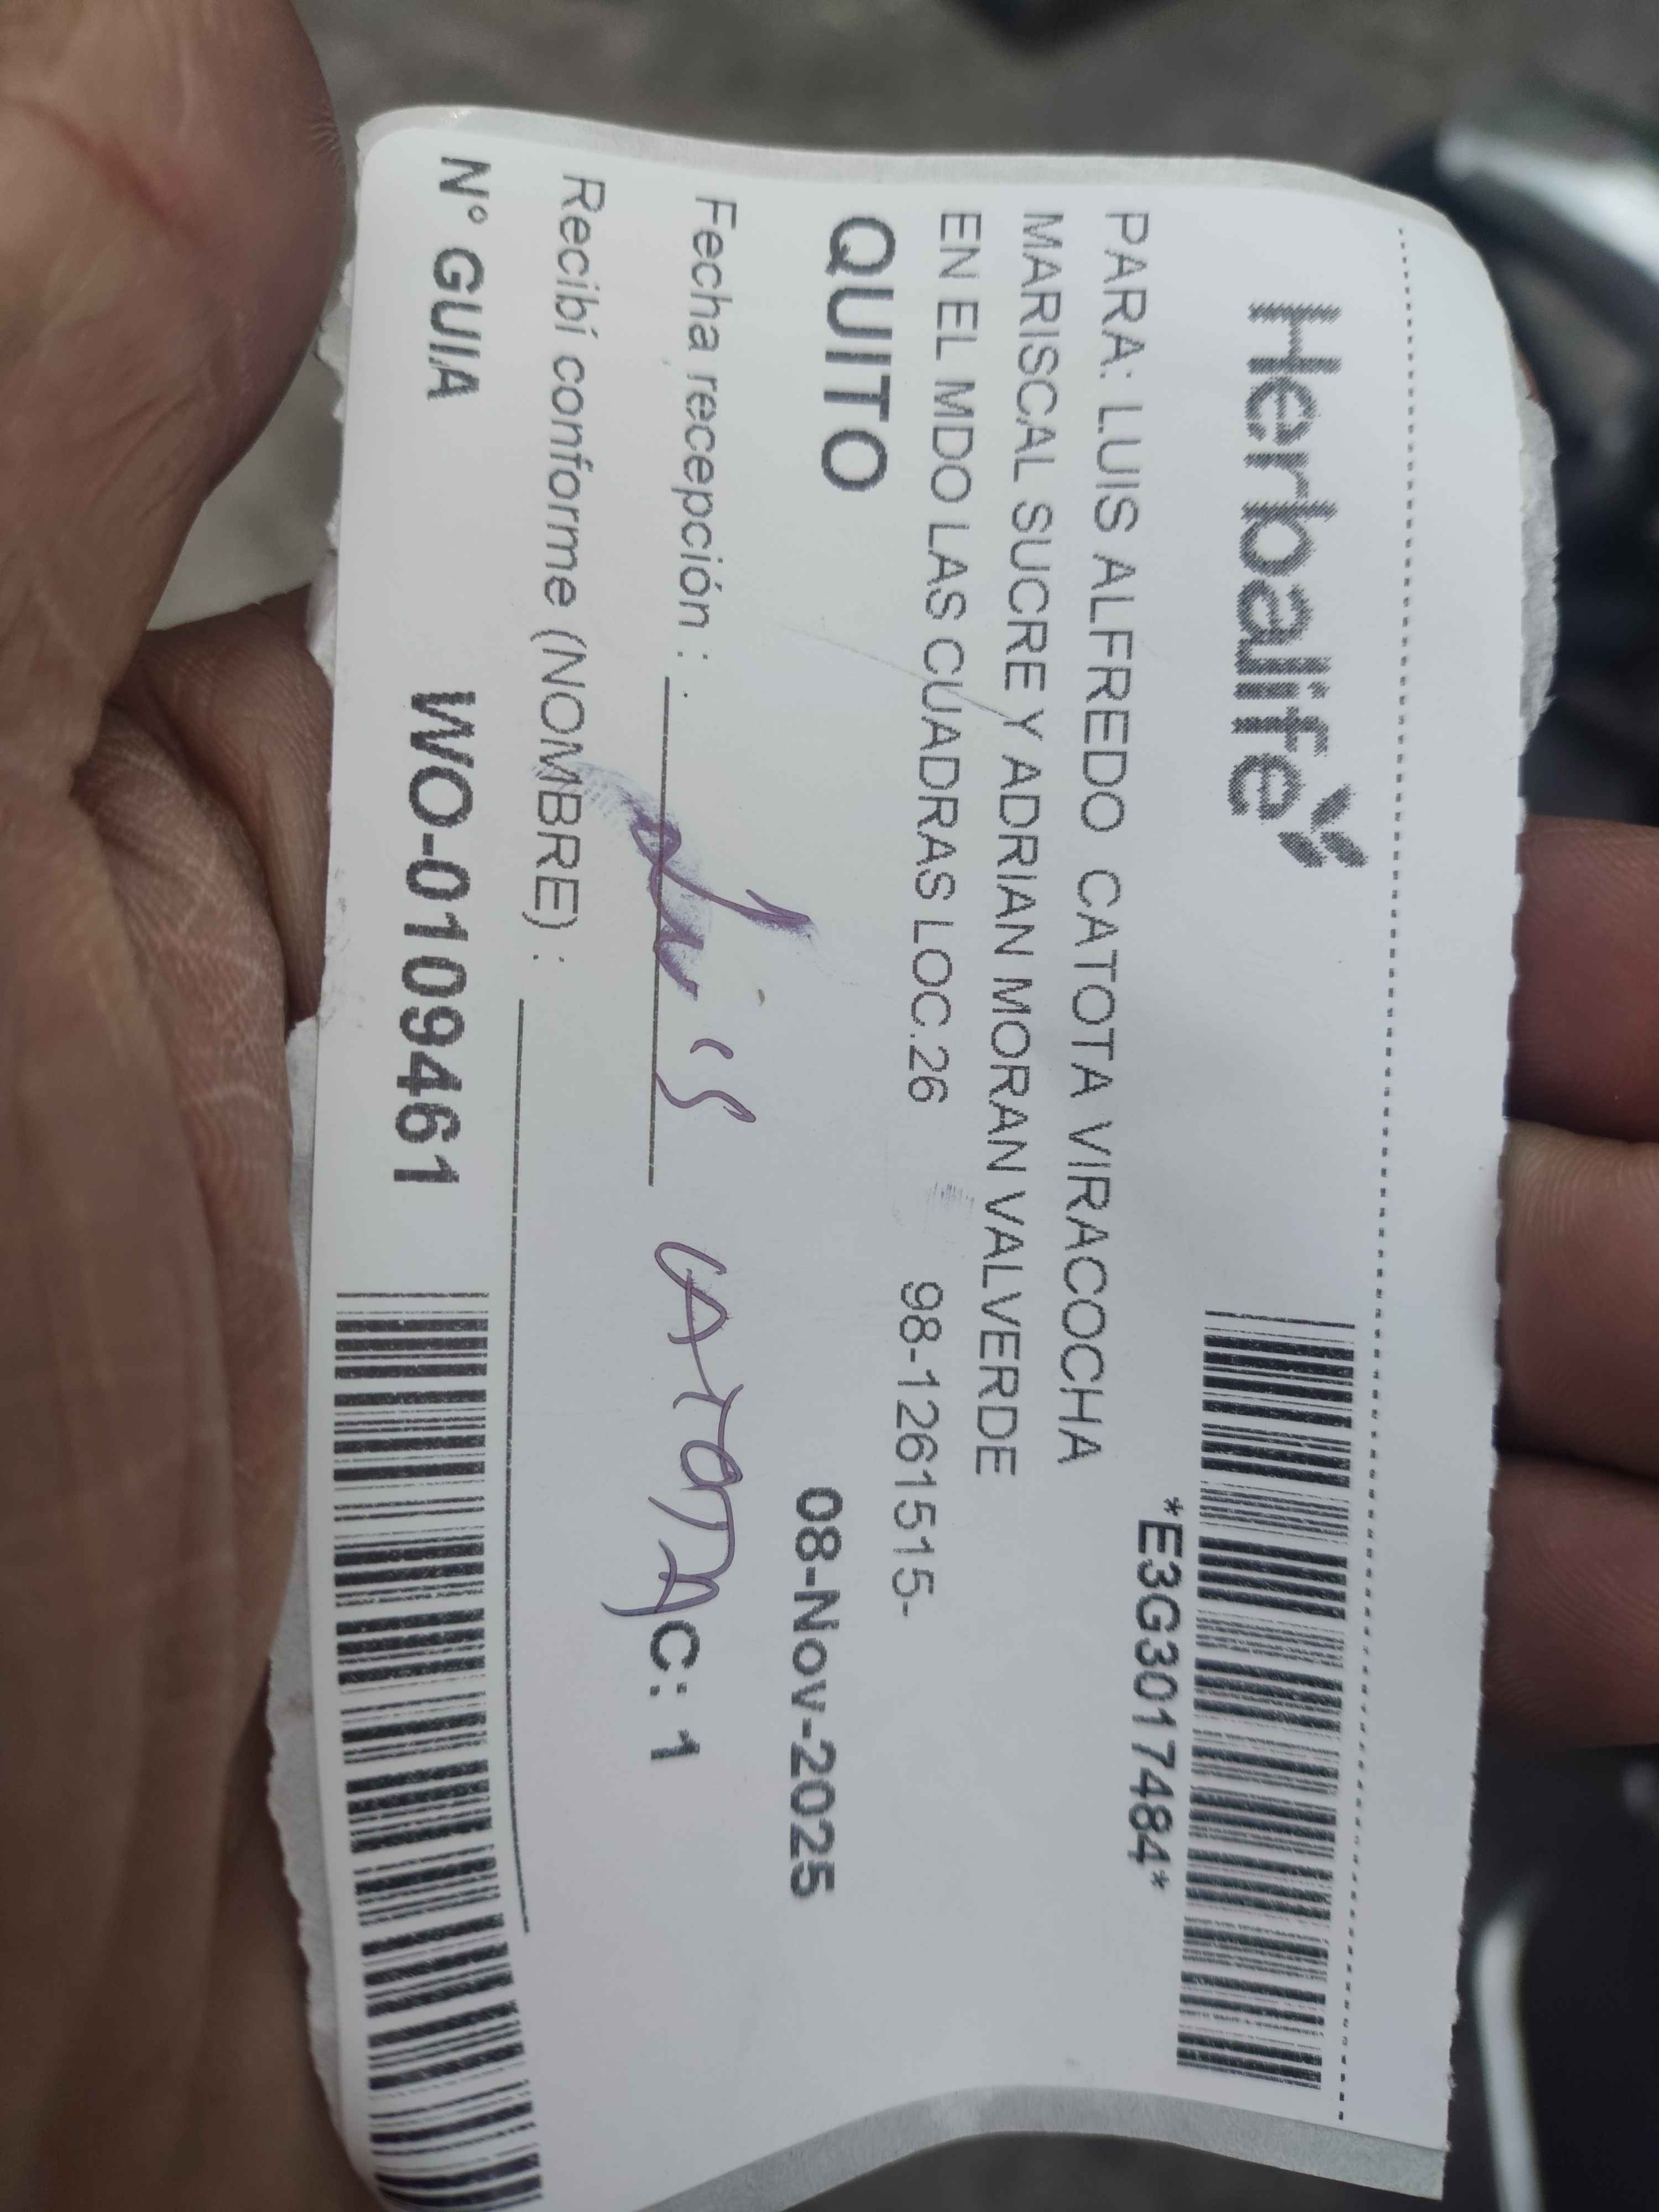 Herbalife
*E3G3017484*
PARA: LUIS ALFREDO CATOTA VIRACOCHA
MARISCAL SUCRE Y ADRIAN MORAN VALVERDE
EN EL MDO LAS CUADRAS LOC.26 98-1261515-
QUITO 08-Nov-2025
Fecha recepción : Luis CATOTA C: 1
Recibí conforme (NOMBRE) :
N° GUIA WO-0109461